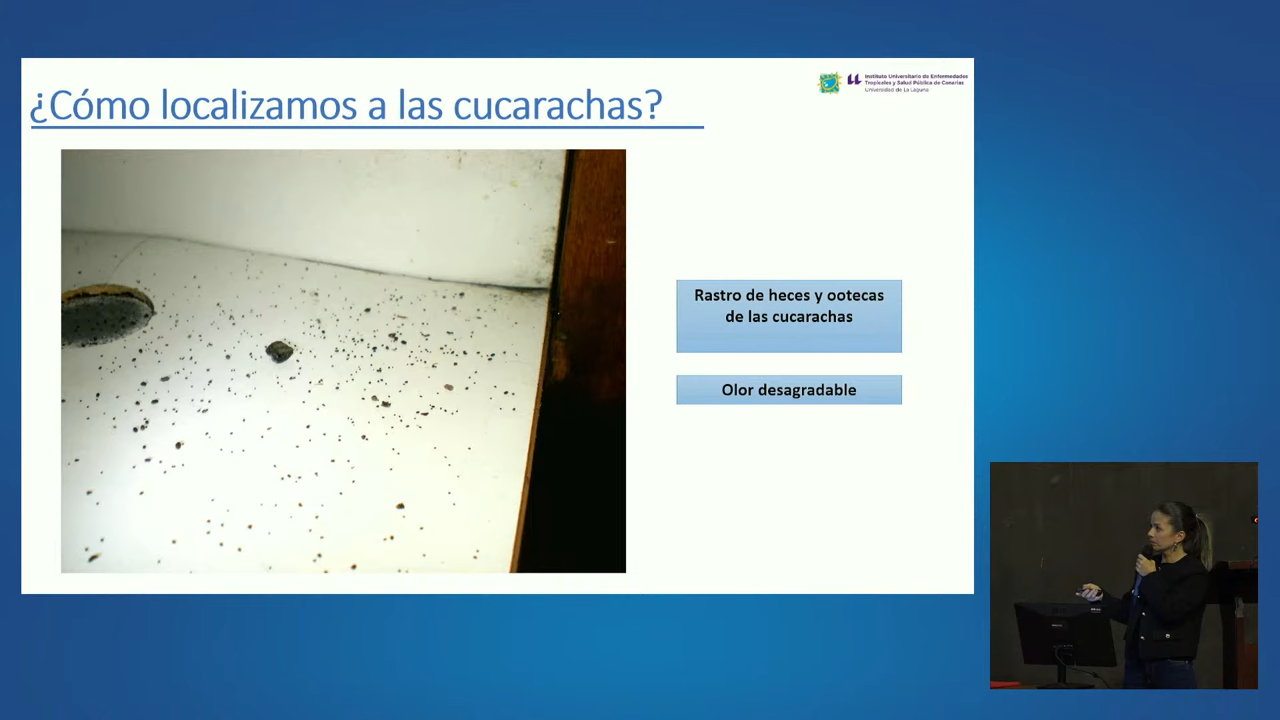 ¿Cómo localizamos a las cucarachas?
Instituto Universitario de Enfermedades
Tropicales y Salud Pública de Canarias
Universidad de La Laguna
Rastro de heces y ootecas
de las cucarachas
Olor desagradable